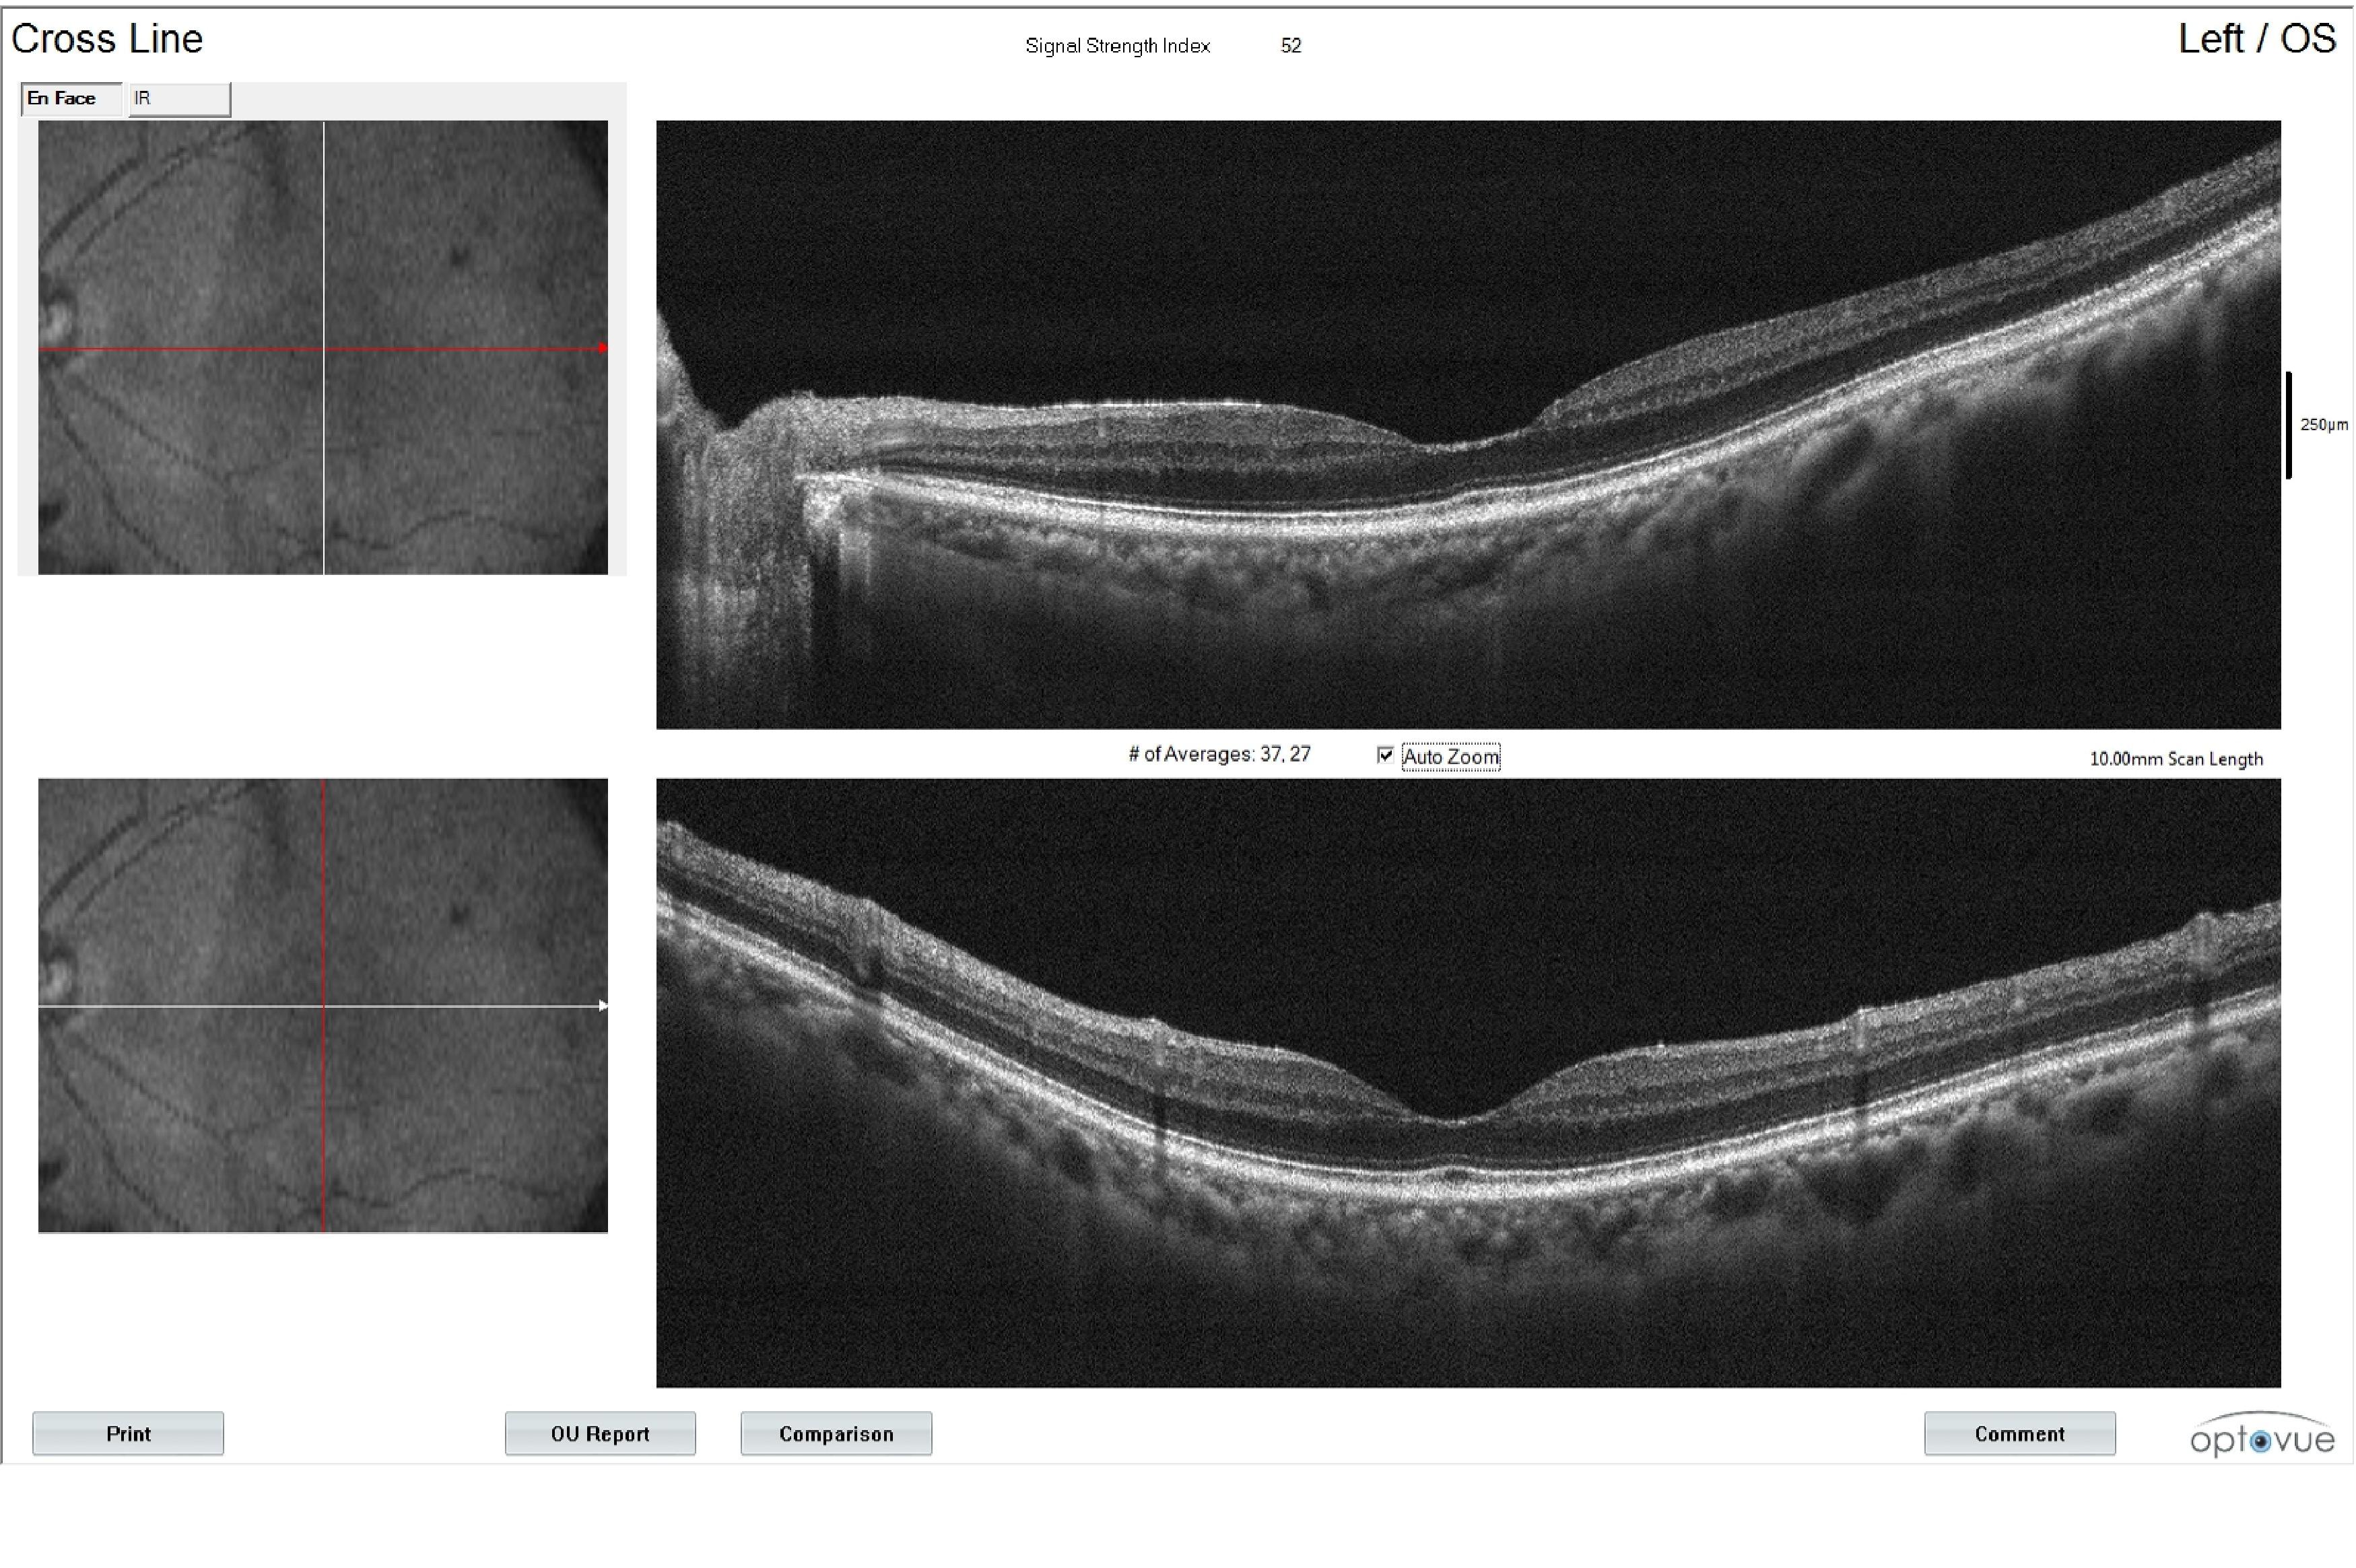 Cross Line
Signal Strength Index 52
Left / OS
En Face IR
250µm
# of Averages: 37, 27
Auto Zoom
10.00mm Scan Length
Print
OU Report
Comparison
Comment
optovue